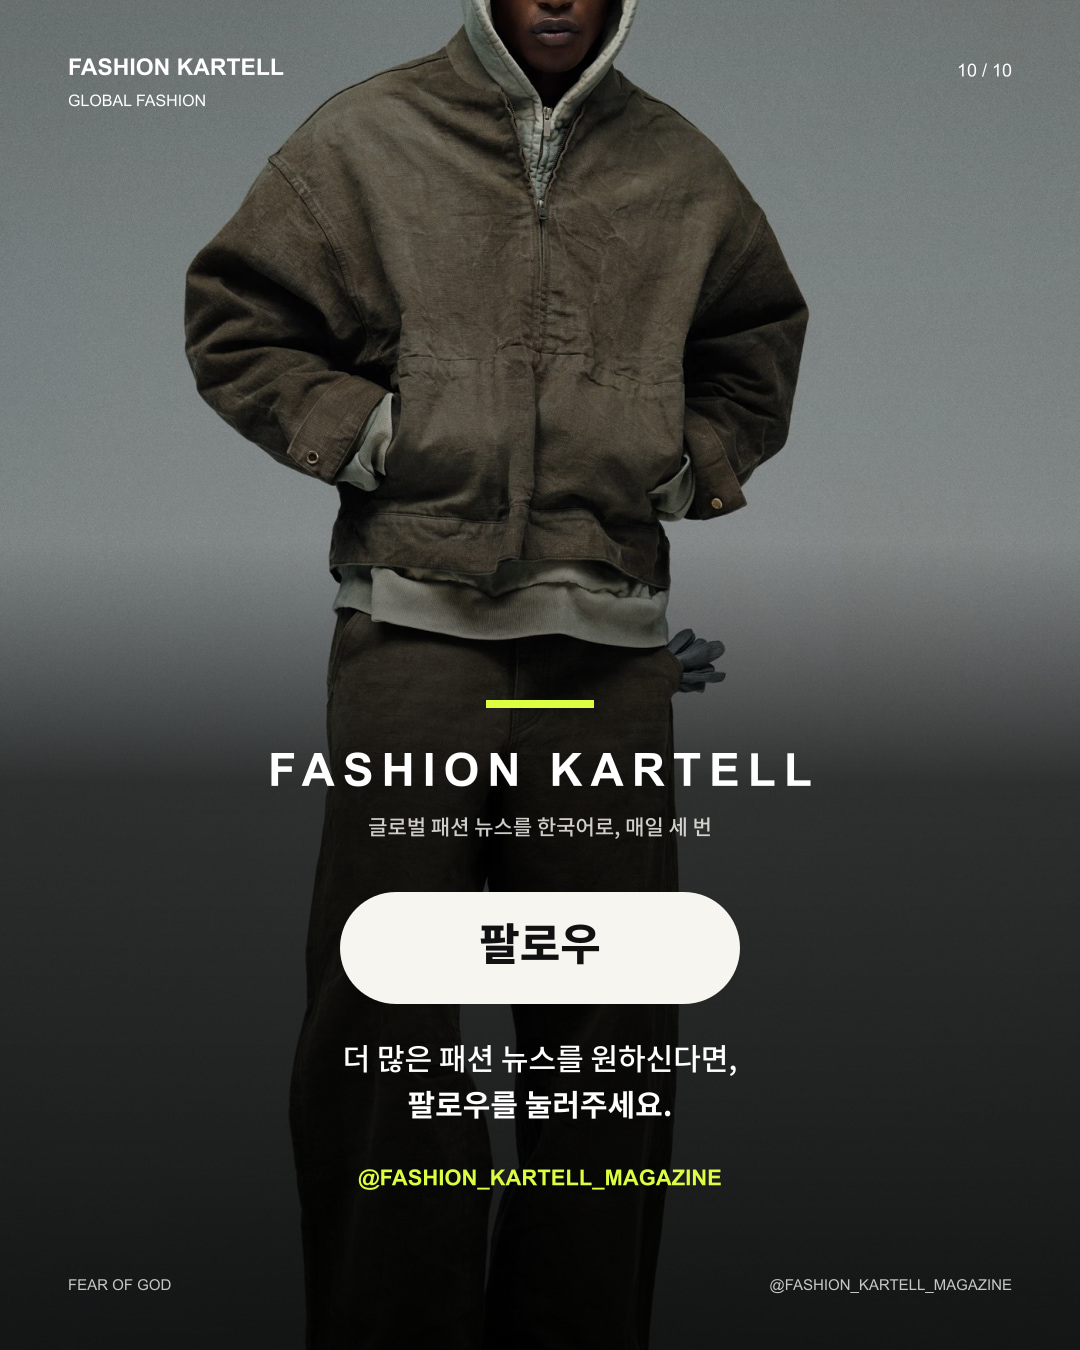 FASHION KARTELL
GLOBAL FASHION
10 / 10
FASHION KARTELL
글로벌 패션 뉴스를 한국어로, 매일 세 번
팔로우
더 많은 패션 뉴스를 원하신다면,
팔로우를 눌러주세요.
@FASHION_KARTELL_MAGAZINE
FEAR OF GOD
@FASHION_KARTELL_MAGAZINE